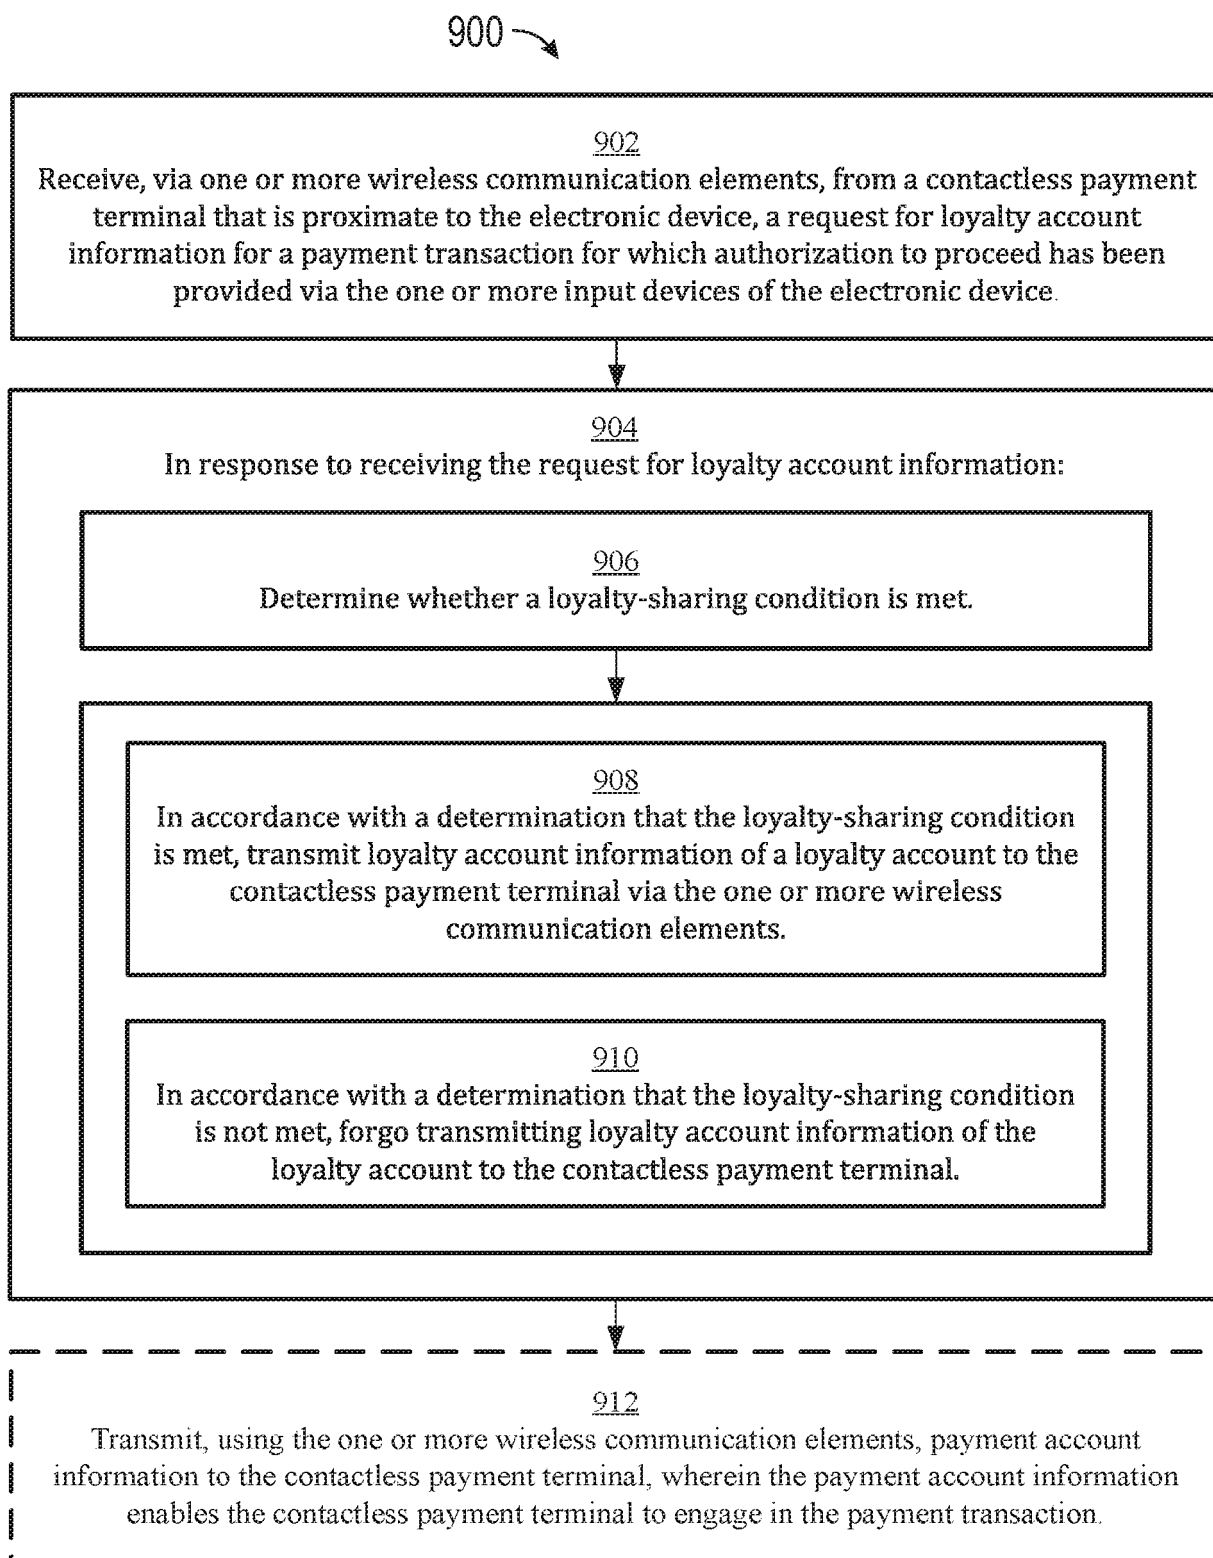 900
902
Receive, via one or more wireless communication elements, from a contactless payment
terminal that is proximate to the electronic device, a request for loyalty account
information for a payment transaction for which authorization to proceed has been
provided via the one or more input devices of the electronic device.
904
In response to receiving the request for loyalty account information:
906
Determine whether a loyalty-sharing condition is met.
908
In accordance with a determination that the loyalty-sharing condition
is met, transmit loyalty account information of a loyalty account to the
contactless payment terminal via the one or more wireless
communication elements.
910
In accordance with a determination that the loyalty-sharing condition
is not met, forgo transmitting loyalty account information of the
loyalty account to the contactless payment terminal.
912
Transmit, using the one or more wireless communication elements, payment account
information to the contactless payment terminal, wherein the payment account information
enables the contactless payment terminal to engage in the payment transaction.